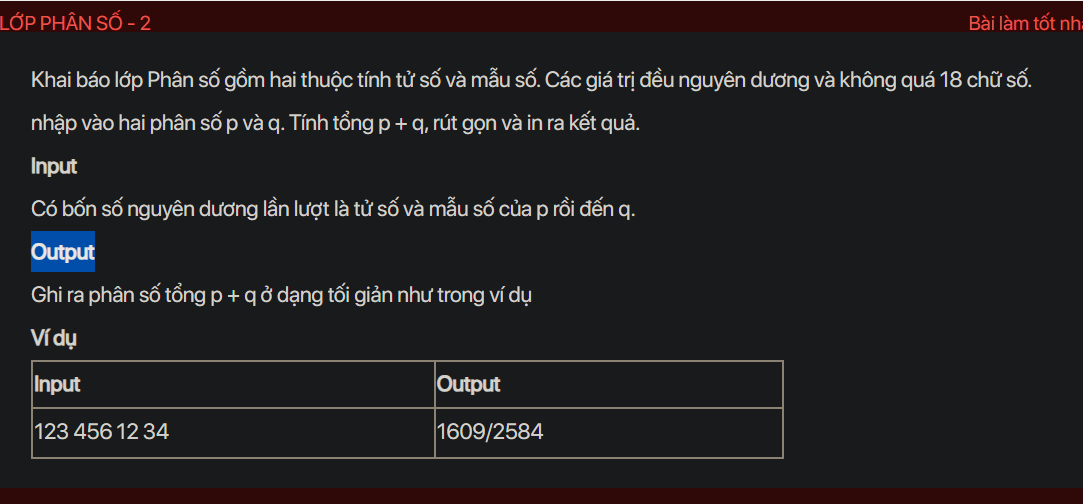 LỚP PHÂN SỐ - 2
Bài làm tốt
Khai báo lớp Phân số gồm hai thuộc tính tử số và mẫu số. Các giá trị đều nguyên dương và không quá 18 chữ số.
nhập vào hai phân số p và q. Tính tổng p + q, rút gọn và in ra kết quả.
Input
Có bốn số nguyên dương lần lượt là tử số và mẫu số của p rồi đến q.
Output
Ghi ra phân số tổng p + q ở dạng tối giản như trong ví dụ
Ví dụ
Input Output
123 456 12 34 1609/2584